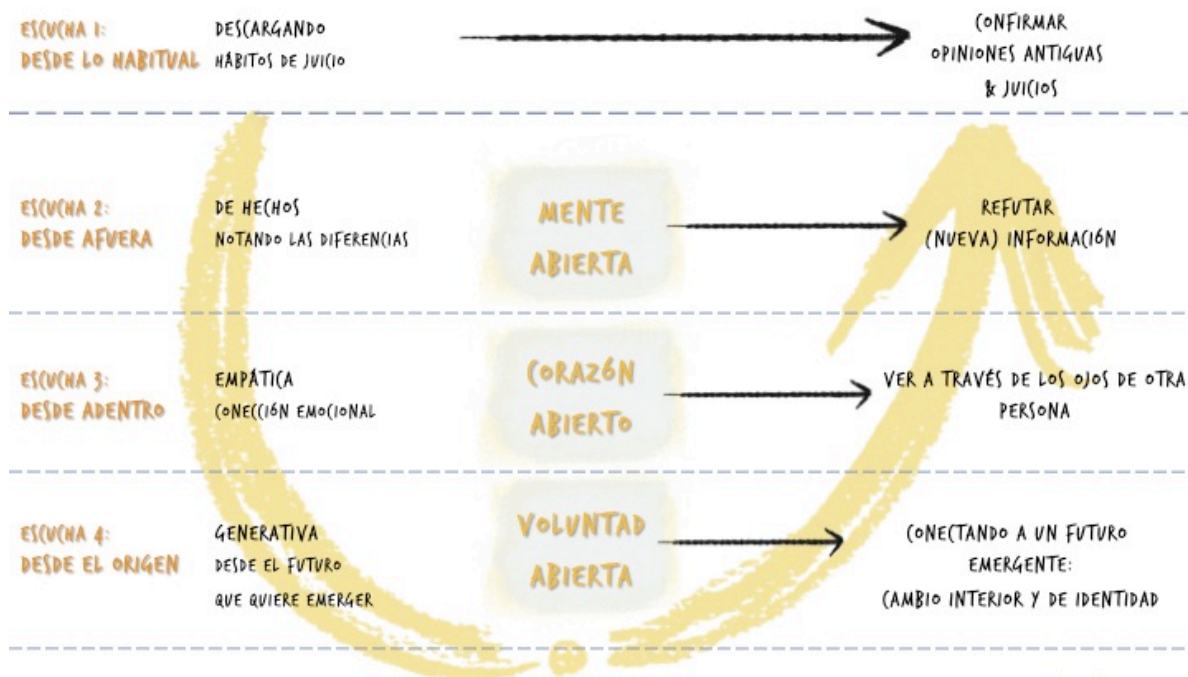 ESCUCHA 1:
DESDE LO HABITUAL
DESCARGANDO
HÁBITOS DE JUICIO
CONFIRMAR
OPINIONES ANTIGUAS
& JUICIOS
ESCUCHA 2:
DESDE AFUERA
DE HECHOS
NOTANDO LAS DIFERENCIAS
MENTE
ABIERTA
REFUTAR
(NUEVA) INFORMACIÓN
ESCUCHA 3:
DESDE ADENTRO
EMPÁTICA
CONECCIÓN EMOCIONAL
CORAZÓN
ABIERTO
VER A TRAVÉS DE LOS OJOS DE OTRA
PERSONA
ESCUCHA 4:
DESDE EL ORIGEN
GENERATIVA
DESDE EL FUTURO
QUE QUIERE EMERGER
VOLUNTAD
ABIERTA
CONECTANDO A UN FUTURO
EMERGENTE:
CAMBIO INTERIOR Y DE IDENTIDAD